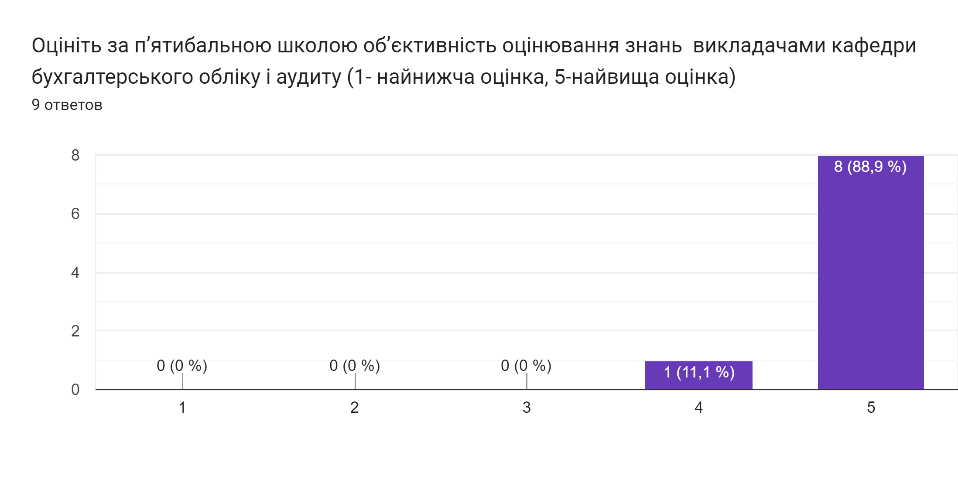 Оцініть за п’ятибальною школою об’єктивність оцінювання знань викладачами кафедри
бухгалтерського обліку і аудиту (1- найнижча оцінка, 5-найвища оцінка)
9 ответов
8
6
4
2
0
0 (0 %)
0 (0 %)
0 (0 %)
1 (11,1 %)
8 (88,9 %)
1
2
3
4
5